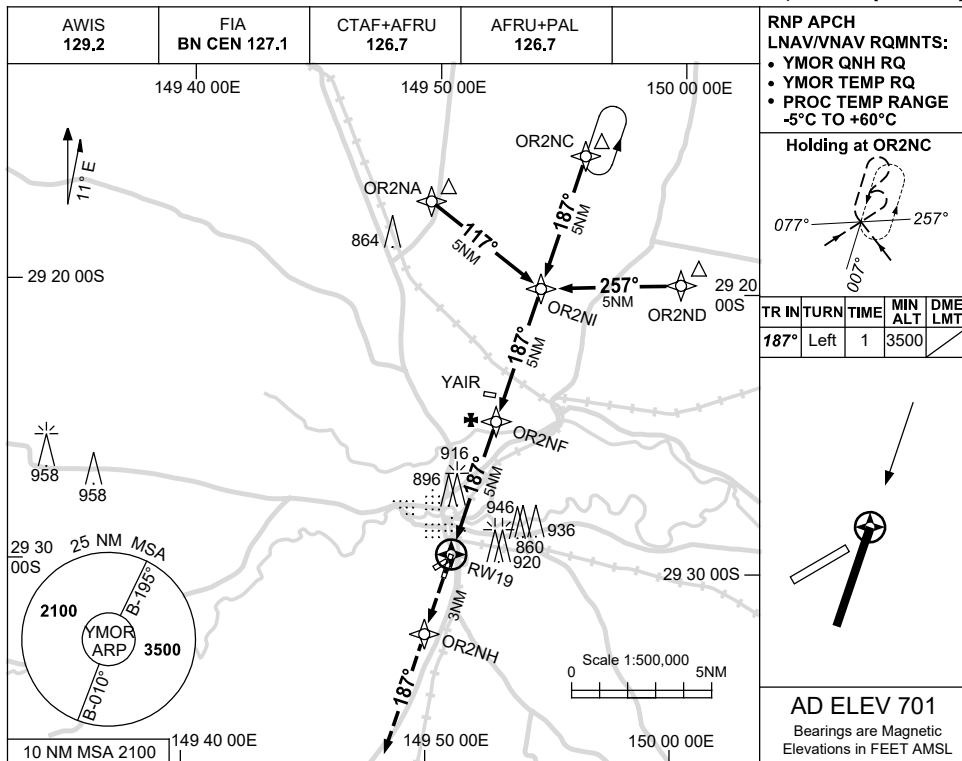 AWIS
129.2
FIA
BN CEN 127.1
CTAF+AFRU
126.7
AFRU+PAL
126.7
RNP APCH
LNAV/VNAV RQMNTS:
• YMOR QNH RQ
• YMOR TEMP RQ
• PROC TEMP RANGE
-5°C TO +60°C
149 40 00E
149 50 00E
150 00 00E
11° E
OR2NC
OR2NA
864
187°
5NM
117°
5NM
257°
5NM
29 20 00S
29 20
00S
OR2NI
OR2ND
187°
5NM
YAIR
OR2NF
958
958
916
896
187°
5NM
946
936
860
920
29 30
00S
RW19
29 30 00S
25 NM MSA
2100
B-195°
YMOR
ARP
3500
B-010°
3NM
OR2NH
187°
Scale 1:500,000
0
5NM
10 NM MSA 2100
149 40 00E
149 50 00E
150 00 00E
Holding at OR2NC
077°
257°
007°
TR IN TURN TIME MIN ALT DME LMT
187° Left 1 3500
AD ELEV 701
Bearings are Magnetic
Elevations in FEET AMSL